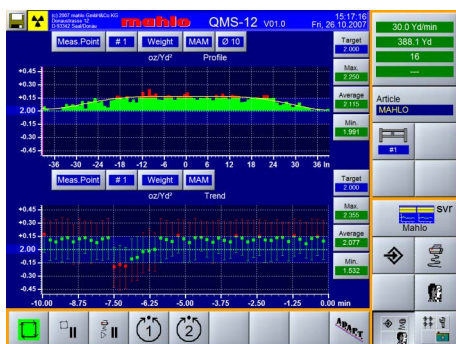 (c) 2007 mahlo GmbH&Co.KG
Donaustrasse 12
D-93342 Saal/Donau
mahlo
QMS-12 V01.0
15:17:16
Fri, 26.10.2007
Meas.Point #1 Weight MAM Ø 10
oz/Yd² Profile
+0.45
+0.30
+0.15
2.00
-0.15
-0.30
-0.45
-36 -30 -24 -18 -12 -6 0 6 12 18 24 30 36 In
Target
2.000
Max.
2.250
Average
2.115
Min.
1.991
Meas.Point #1 Weight MAM
oz/Yd² Trend
+0.45
+0.30
+0.15
2.00
-0.15
-0.30
-0.45
-10.00 -8.75 -7.50 -6.25 -5.00 -3.75 -2.50 -1.25 0.00 min
Target
2.000
Max.
2.355
Average
2.077
Min.
1.532
30.0 Yd/min
388.1 Yd
16
---
Article
MAHLO
#1
svr
Mahlo
1
2